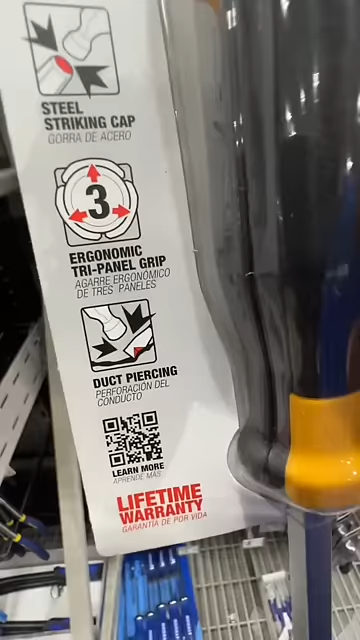 STEEL
STRIKING CAP
GORRA DE ACERO
3
ERGONOMIC
TRI-PANEL GRIP
AGARRE ERGONÓMICO
DE TRES PANELES
DUCT PIERCING
PERFORACIÓN DEL
CONDUCTO
LEARN MORE
APRENDE MÁS
LIFETIME
WARRANTY
GARANTÍA DE POR VIDA